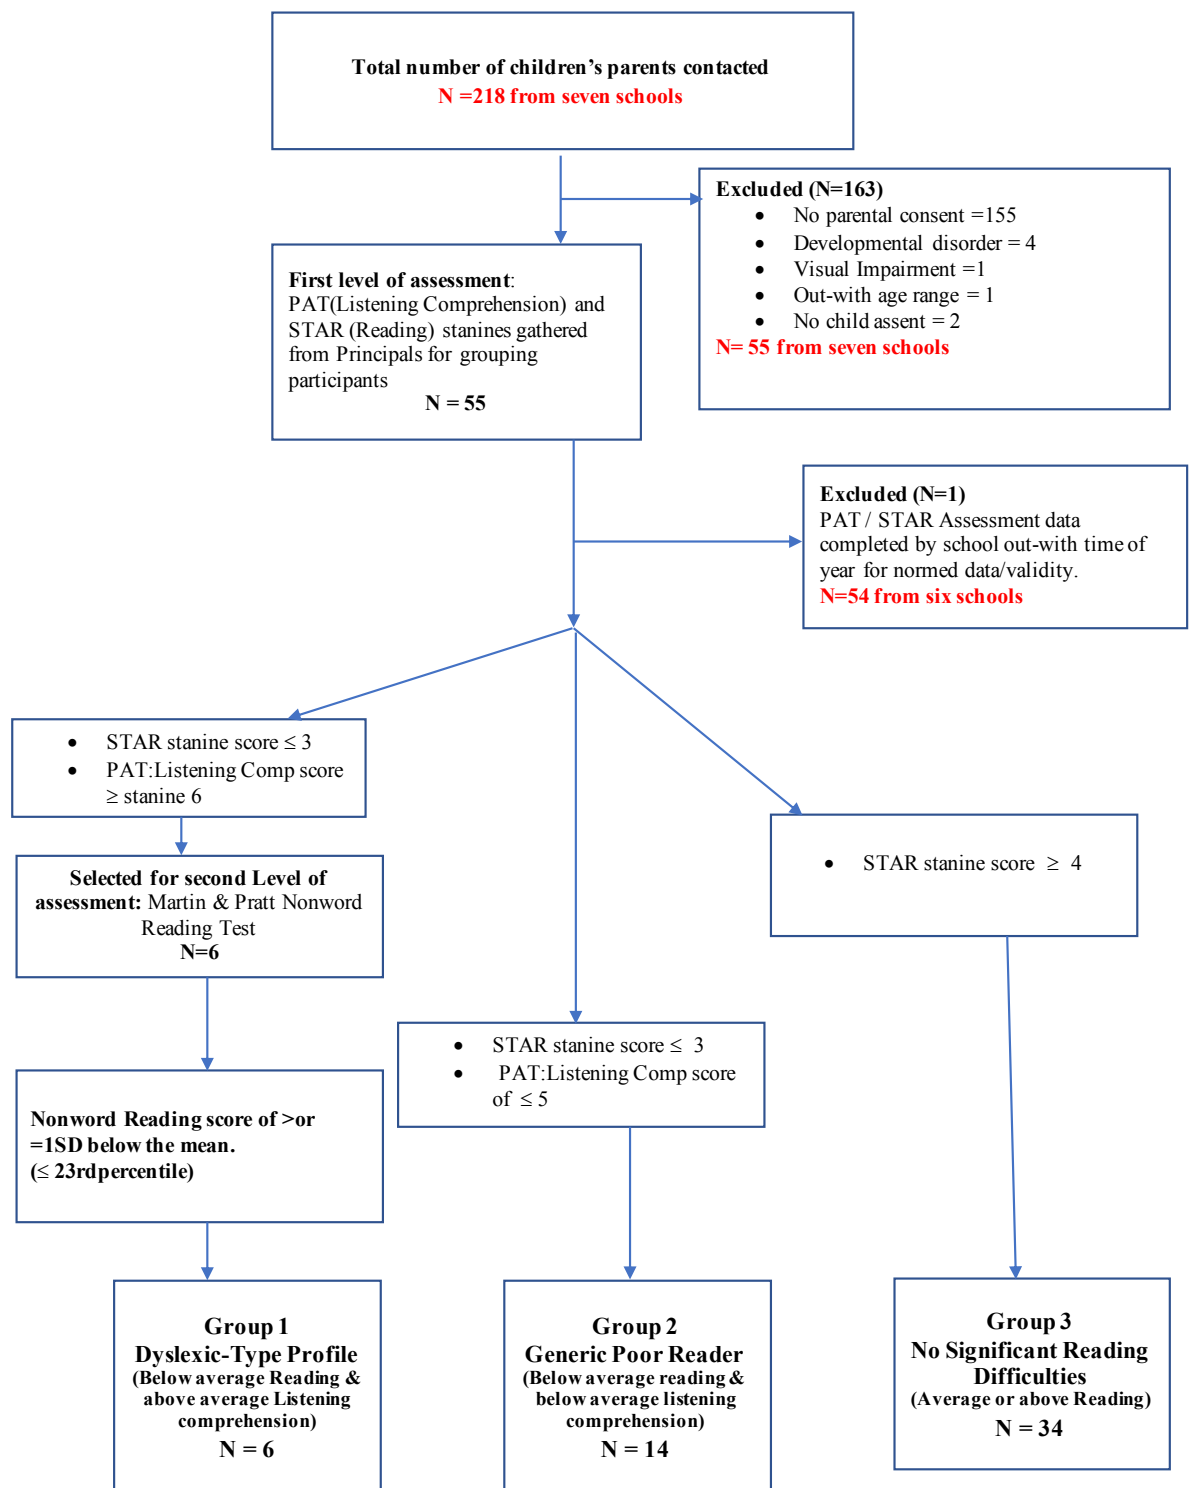 Total number of children's parents contacted
N =218 from seven schools
Excluded (N=163)
• No parental consent =155
• Developmental disorder = 4
• Visual Impairment =1
• Out-with age range = 1
• No child assent = 2
N= 55 from seven schools
First level of assessment:
PAT(Listening Comprehension) and
STAR (Reading) stanines gathered
from Principals for grouping
participants
N = 55
Excluded (N=1)
PAT / STAR Assessment data
completed by school out-with time of
year for normed data/validity.
N=54 from six schools
• STAR stanine score ≤ 3
• PAT:Listening Comp score
≥ stanine 6
Selected for second Level of
assessment: Martin & Pratt Nonword
Reading Test
N=6
• STAR stanine score ≥ 4
• STAR stanine score ≤ 3
• PAT:Listening Comp score
of ≤ 5
Nonword Reading score of >or
=1SD below the mean.
(≤ 23rdpercentile)
Group 1
Dyslexic-Type Profile
(Below average Reading &
above average Listening
comprehension)
N = 6
Group 2
Generic Poor Reader
(Below average reading &
below average listening
comprehension)
N = 14
Group 3
No Significant Reading
Difficulties
(Average or above Reading)
N = 34